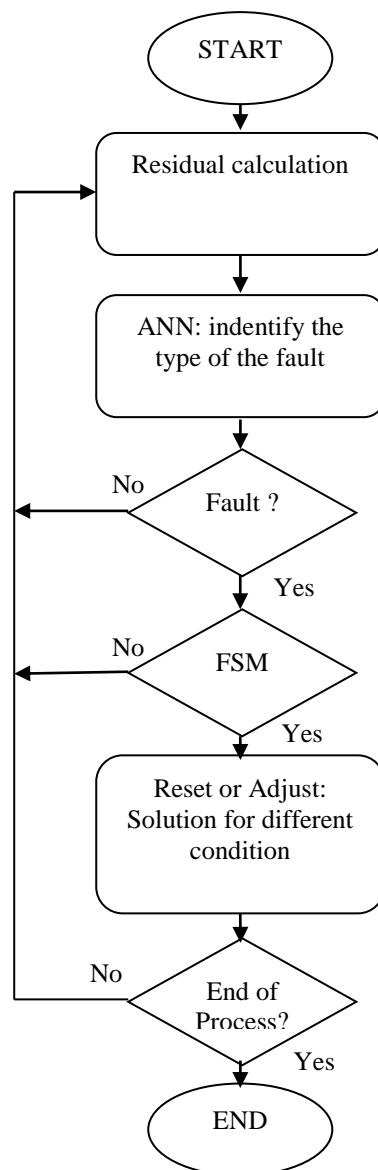 START
Residual calculation
ANN: indentify the
type of the fault
No
Fault ?
Yes
No
FSM
Yes
Reset or Adjust:
Solution for different
condition
No
End of
Process?
Yes
END